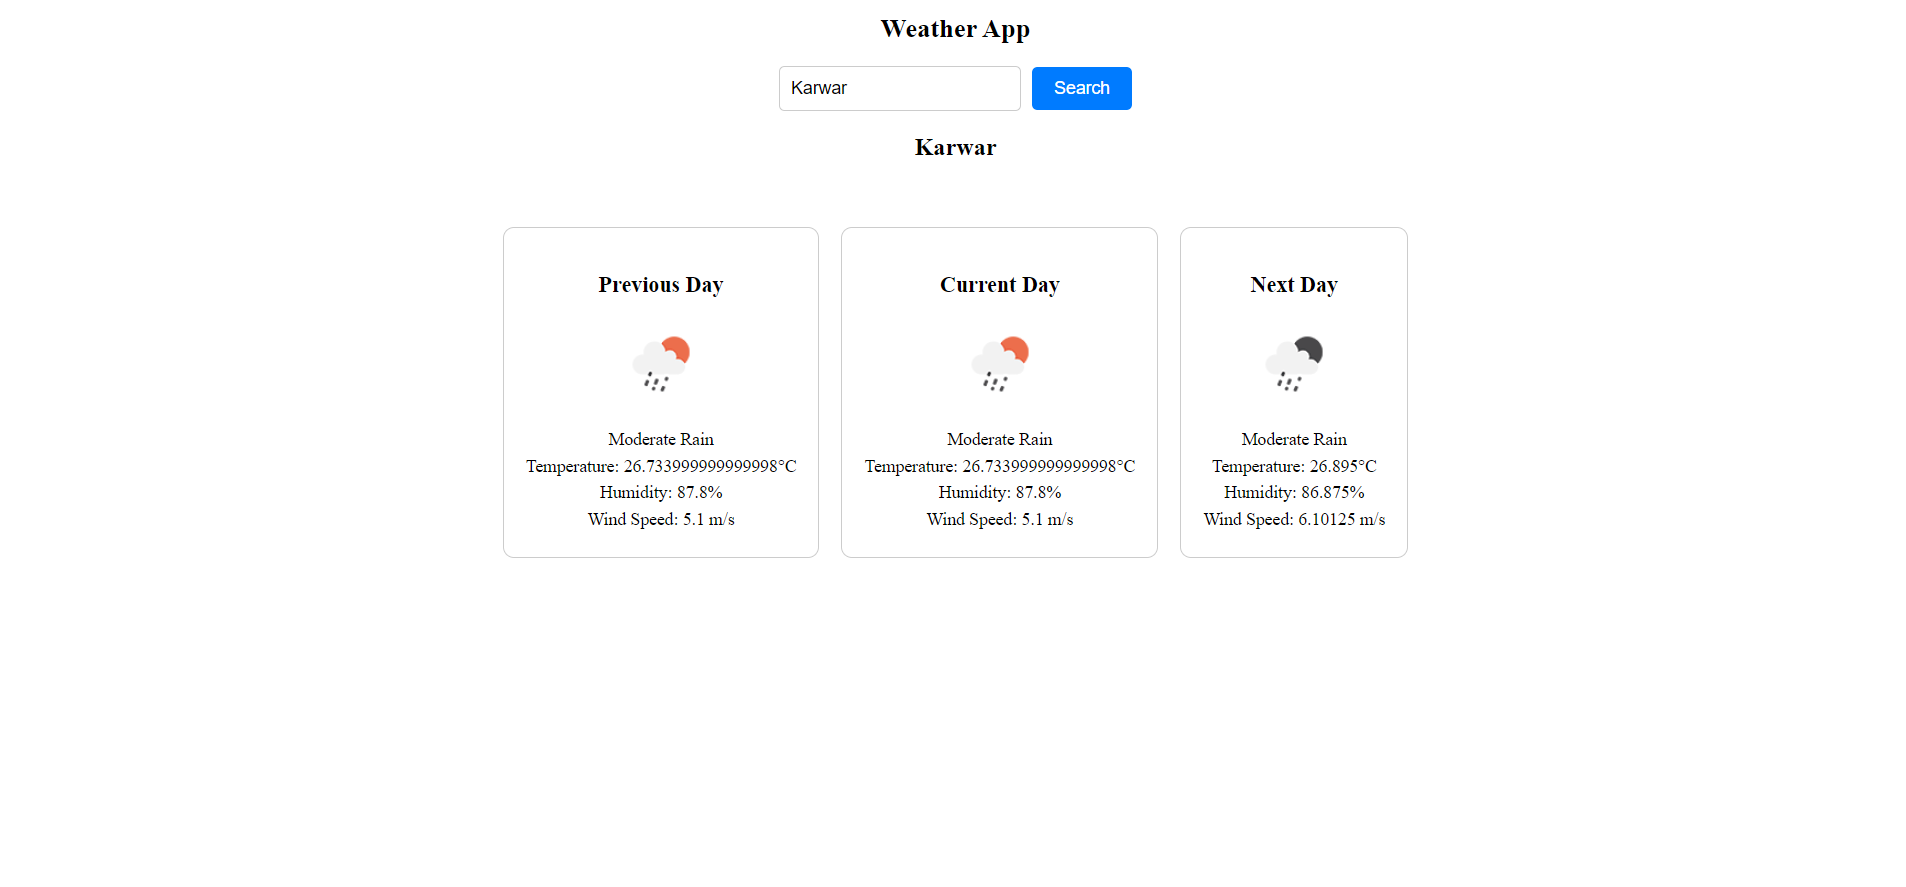 Weather App
Karwar
Search
Karwar
Previous Day
Moderate Rain
Temperature: 26.733999999999998°C
Humidity: 87.8%
Wind Speed: 5.1 m/s
Current Day
Moderate Rain
Temperature: 26.733999999999998°C
Humidity: 87.8%
Wind Speed: 5.1 m/s
Next Day
Moderate Rain
Temperature: 26.895°C
Humidity: 86.875%
Wind Speed: 6.10125 m/s